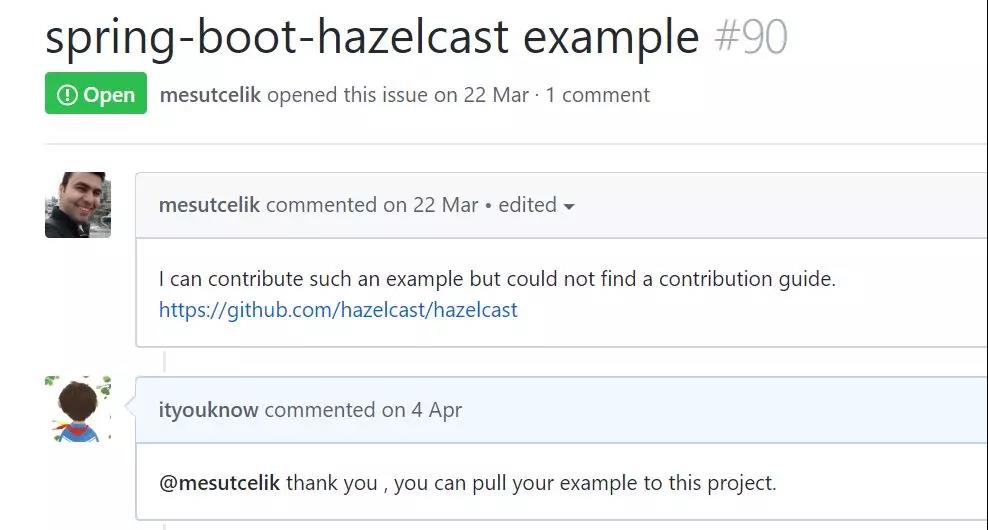 spring-boot-hazelcast example #90
Open mesutcelik opened this issue on 22 Mar · 1 comment
mesutcelik commented on 22 Mar • edited
I can contribute such an example but could not find a contribution guide.
https://github.com/hazelcast/hazelcast
ityouknow commented on 4 Apr
@mesutcelik thank you , you can pull your example to this project.